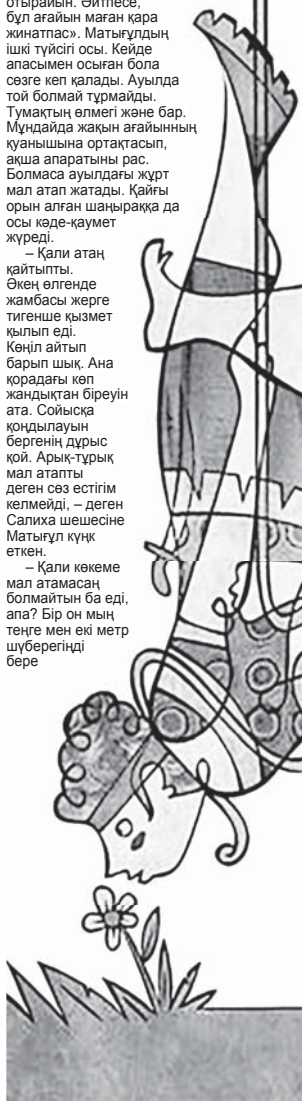 отырайын. Әйтпесе,
бұл ағайын маған қара
жинатпас». Матығұлдың
ішкі түйсігі осы. Кейде
апасымен осыған бола
сөзге кеп қалады. Ауылда
той болмай тұрмайды.
Тумақтың өлмегі және бар.
Мұндайда жақын ағайынның
қуанышына ортақтасып,
ақша апаратыны рас.
Болмаса ауылдағы жұрт
мал атап жатады. Қайғы
орын алған шаңыраққа да
осы кәде-қаумет
жүреді.
– Қали атаң
қайтыпты.
Әкең өлгенде
жамбасы жерге
тигенше қызмет
қылып еді.
Көңіл айтып
барып шық. Ана
қорадағы көп
жандықтан біреуін
ата. Сойысқа
қоңдылауын
бергенің дұрыс
қой. Арық-тұрық
мал атапты
деген сөз естігім
келмейді, – деген
Салиха шешесіне
Матығұл күңк
еткен.
– Қали көкеме
мал атамасаң
болмайтын ба еді,
апа? Бір он мың
теңге мен екі метр
шүберегіңді
бере